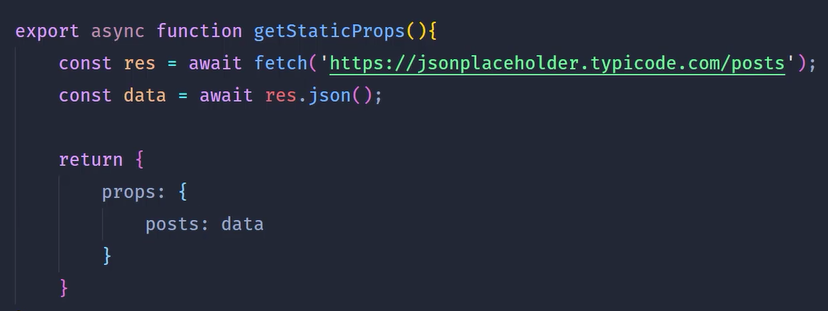 export async function getStaticProps(){
    const res = await fetch('https://jsonplaceholder.typicode.com/posts');
    const data = await res.json();

    return {
        props: {
            posts: data
        }
    }